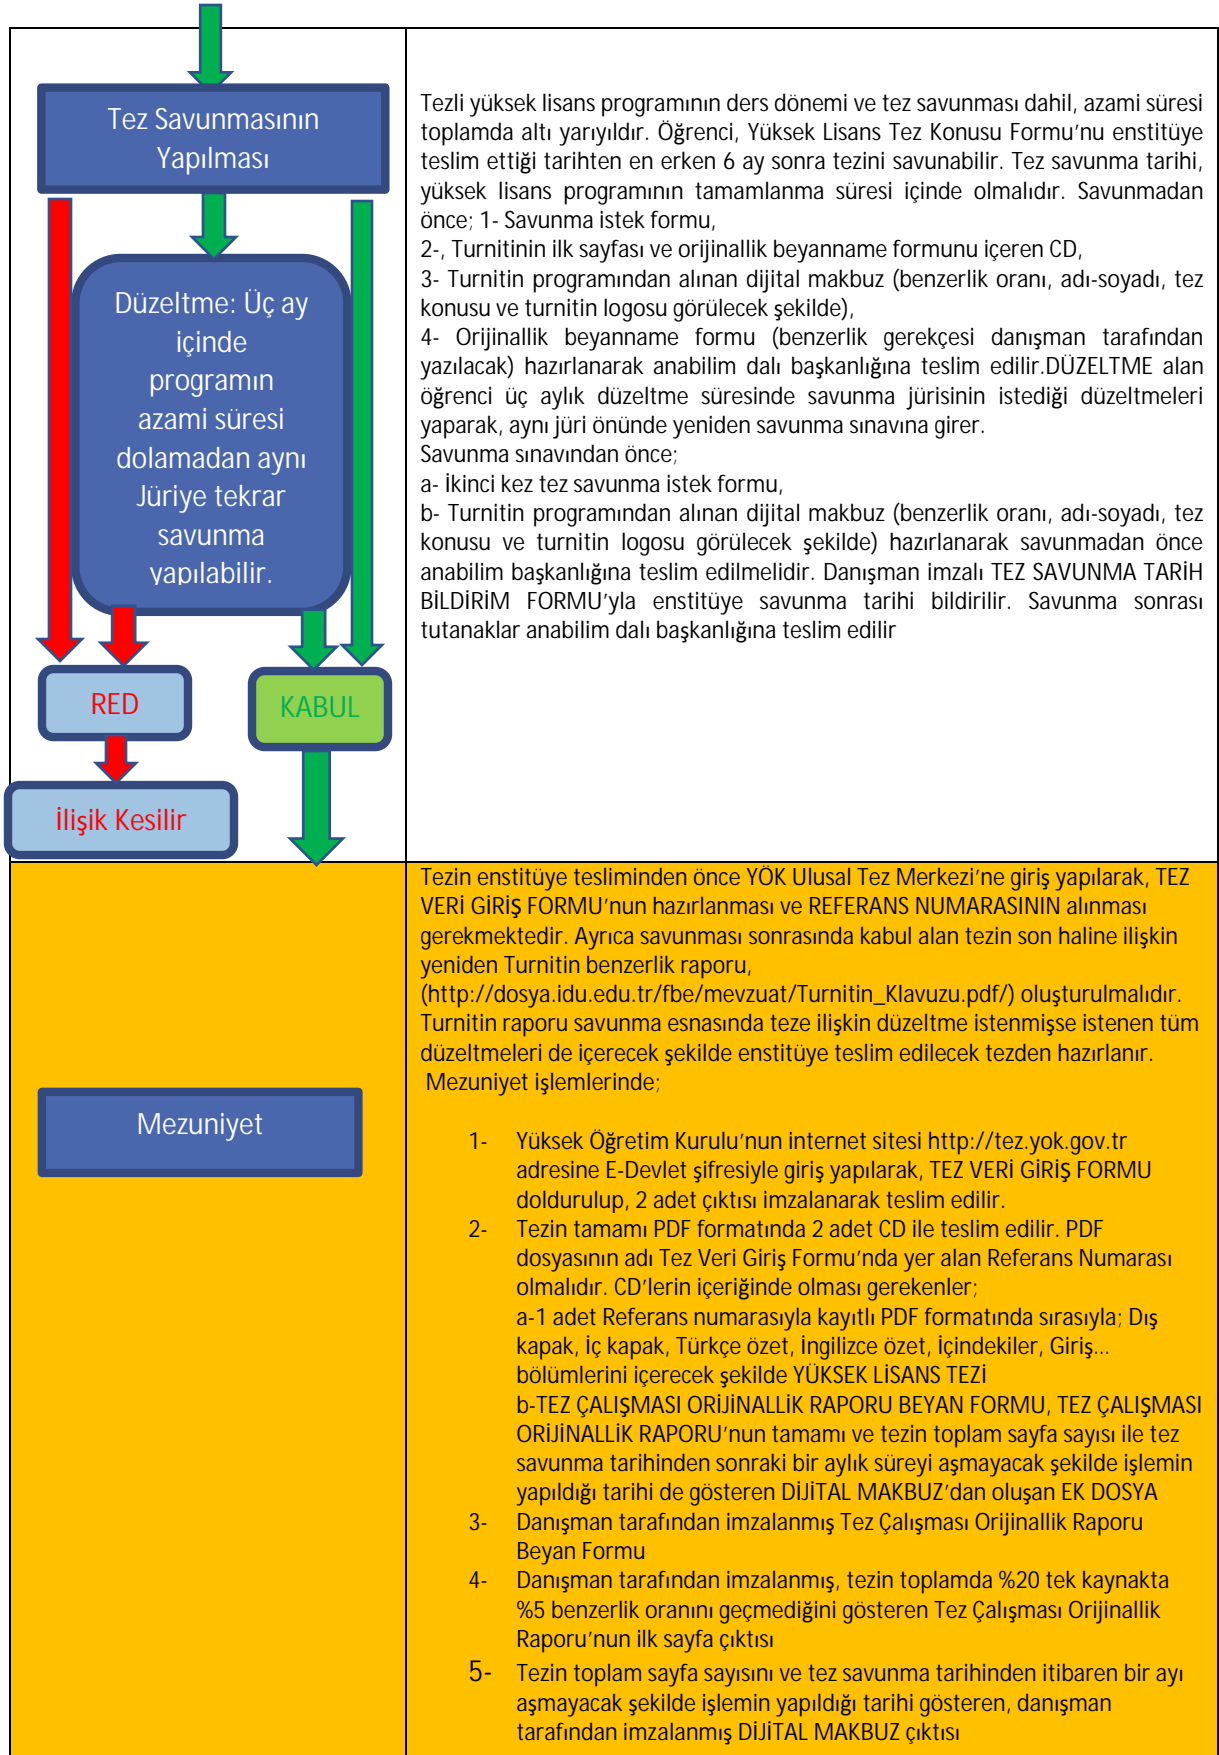 Tez Savunmasının
Yapılması
Düzeltme: Üç ay
içinde
programın
azami süresi
dolamadan aynı
Jüriye tekrar
savunma
yapılabilir.
RED
KABUL
İlişik Kesilir
Tezli yüksek lisans programının ders dönemi ve tez savunması dahil, azami süresi
toplamda altı yarıyıldır. Öğrenci, Yüksek Lisans Tez Konusu Formu’nu enstitüye
teslim ettiği tarihten en erken 6 ay sonra tezini savunabilir. Tez savunma tarihi,
yüksek lisans programının tamamlanma süresi içinde olmalıdır. Savunmadan
önce; 1- Savunma istek formu,
2-, Turnitinin ilk sayfası ve orijinallik beyanname formunu içeren CD,
3- Turnitin programından alınan dijital makbuz (benzerlik oranı, adı-soyadı, tez
konusu ve turnitin logosu görülecek şekilde),
4- Orijinallik beyanname formu (benzerlik gerekçesi danışman tarafından
yazılacak) hazırlanarak anabilim dalı başkanlığına teslim edilir.DÜZELTME alan
öğrenci üç aylık düzeltme süresinde savunma jürisinin istediği düzeltmeleri
yaparak, aynı jüri önünde yeniden savunma sınavına girer.
Savunma sınavından önce;
a- İkinci kez tez savunma istek formu,
b- Turnitin programından alınan dijital makbuz (benzerlik oranı, adı-soyadı, tez
konusu ve turnitin logosu görülecek şekilde) hazırlanarak savunmadan önce
anabilim başkanlığına teslim edilmelidir. Danışman imzalı TEZ SAVUNMA TARİH
BİLDİRİM FORMU’yla enstitüye savunma tarihi bildirilir. Savunma sonrası
tutanaklar anabilim dalı başkanlığına teslim edilir
Mezuniyet
Tezin enstitüye tesliminden önce YÖK Ulusal Tez Merkezi’ne giriş yapılarak, TEZ
VERİ GİRİŞ FORMU’nun hazırlanması ve REFERANS NUMARASININ alınması
gerekmektedir. Ayrıca savunması sonrasında kabul alan tezin son haline ilişkin
yeniden Turnitin benzerlik raporu,
(http://dosya.idu.edu.tr/fbe/mevzuat/Turnitin_Klavuzu.pdf/) oluşturulmalıdır.
Turnitin raporu savunma esnasında teze ilişkin düzeltme istenmişse istenen tüm
düzeltmeleri de içerecek şekilde enstitüye teslim edilecek tezden hazırlanır.
Mezuniyet işlemlerinde;
1- Yüksek Öğretim Kurulu’nun internet sitesi http://tez.yok.gov.tr
adresine E-Devlet şifresiyle giriş yapılarak, TEZ VERİ GİRİŞ FORMU
doldurulup, 2 adet çıktısı imzalanarak teslim edilir.
2- Tezin tamamı PDF formatında 2 adet CD ile teslim edilir. PDF
dosyasının adı Tez Veri Giriş Formu’nda yer alan Referans Numarası
olmalıdır. CD’lerin içeriğinde olması gerekenler;
a-1 adet Referans numarasıyla kayıtlı PDF formatında sırasıyla; Dış
kapak, İç kapak, Türkçe özet, İngilizce özet, İçindekiler, Giriş...
bölümlerini içerecek şekilde YÜKSEK LİSANS TEZİ
b-TEZ ÇALIŞMASI ORİJİNALLİK RAPORU BEYAN FORMU, TEZ ÇALIŞMASI
ORİJİNALLİK RAPORU’nun tamamı ve tezin toplam sayfa sayısı ile tez
savunma tarihinden sonraki bir aylık süreyi aşmayacak şekilde işlemin
yapıldığı tarihi de gösteren DİJİTAL MAKBUZ’dan oluşan EK DOSYA
3- Danışman tarafından imzalanmış Tez Çalışması Orijinallik Raporu
Beyan Formu
4- Danışman tarafından imzalanmış, tezin toplamda %20 tek kaynakta
%5 benzerlik oranını geçmediğini gösteren Tez Çalışması Orijinallik
Raporu’nun ilk sayfa çıktısı
5- Tezin toplam sayfa sayısını ve tez savunma tarihinden itibaren bir ayı
aşmayacak şekilde işlemin yapıldığı tarihi gösteren, danışman
tarafından imzalanmış DİJİTAL MAKBUZ çıktısı